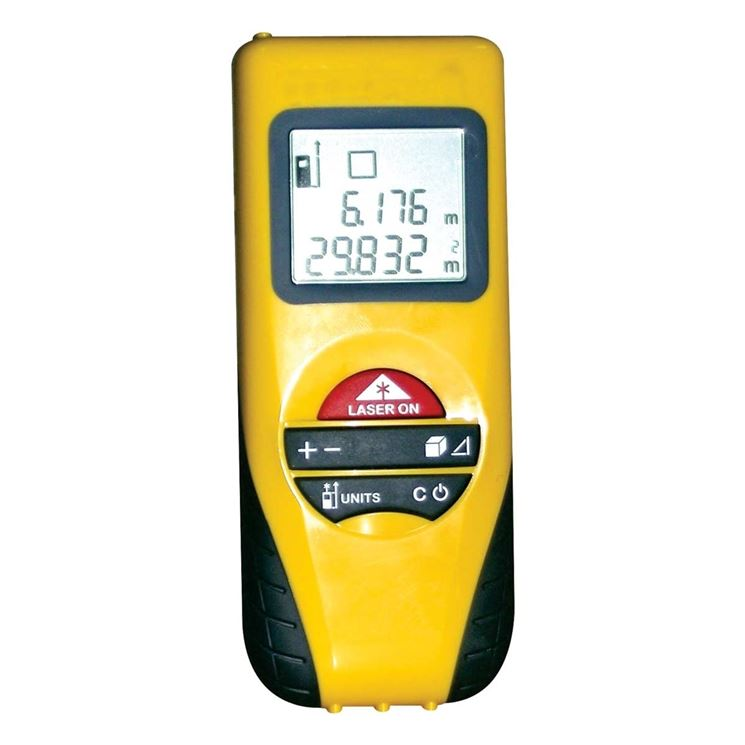 6.176 m
29.832 m²
LASER ON
+ −
UNITS C